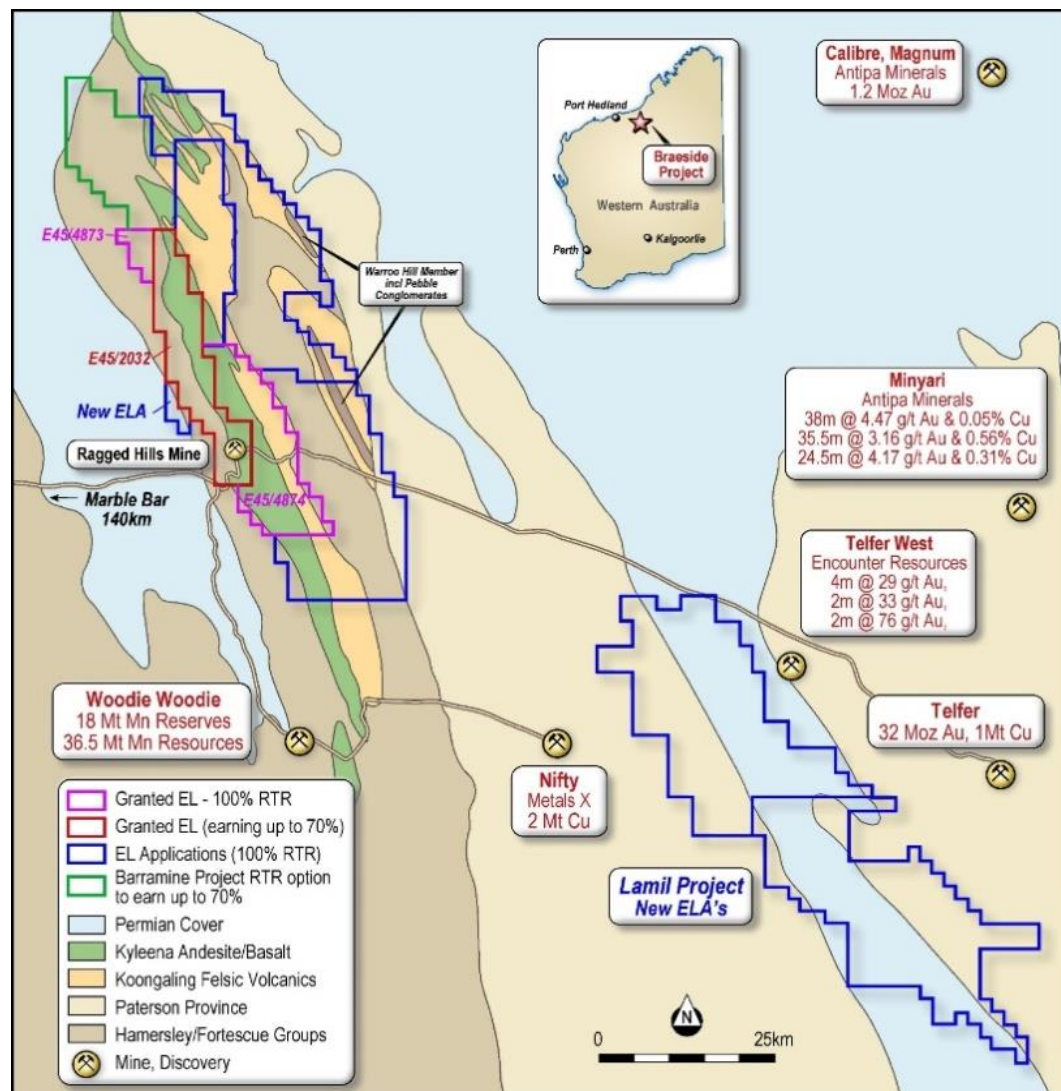 Calibre, Magnum
Antipa Minerals
1.2 Moz Au
Port Hedland
Braeside
Project
Western Australia
Kalgoorlie
Perth
E45/4873
Warroo Hill Member
incl Pebble
Conglomerates
E45/2032
New ELA
Ragged Hills Mine
Marble Bar
140km
E45/4874
Minyari
Antipa Minerals
38m @ 4.47 g/t Au & 0.05% Cu
35.5m @ 3.16 g/t Au & 0.56% Cu
24.5m @ 4.17 g/t Au & 0.31% Cu
Telfer West
Encounter Resources
4m @ 29 g/t Au,
2m @ 33 g/t Au,
2m @ 76 g/t Au,
Woodie Woodie
18 Mt Mn Reserves
36.5 Mt Mn Resources
Telfer
32 Moz Au, 1Mt Cu
Nifty
Metals X
2 Mt Cu
Lamil Project
New ELA's
Granted EL - 100% RTR
Granted EL (earning up to 70%)
EL Applications (100% RTR)
Barramine Project RTR option
to earn up to 70%
Permian Cover
Kyleena Andesite/Basalt
Koongaling Felsic Volcanics
Paterson Province
Hamersley/Fortescue Groups
Mine, Discovery
N
0
25km